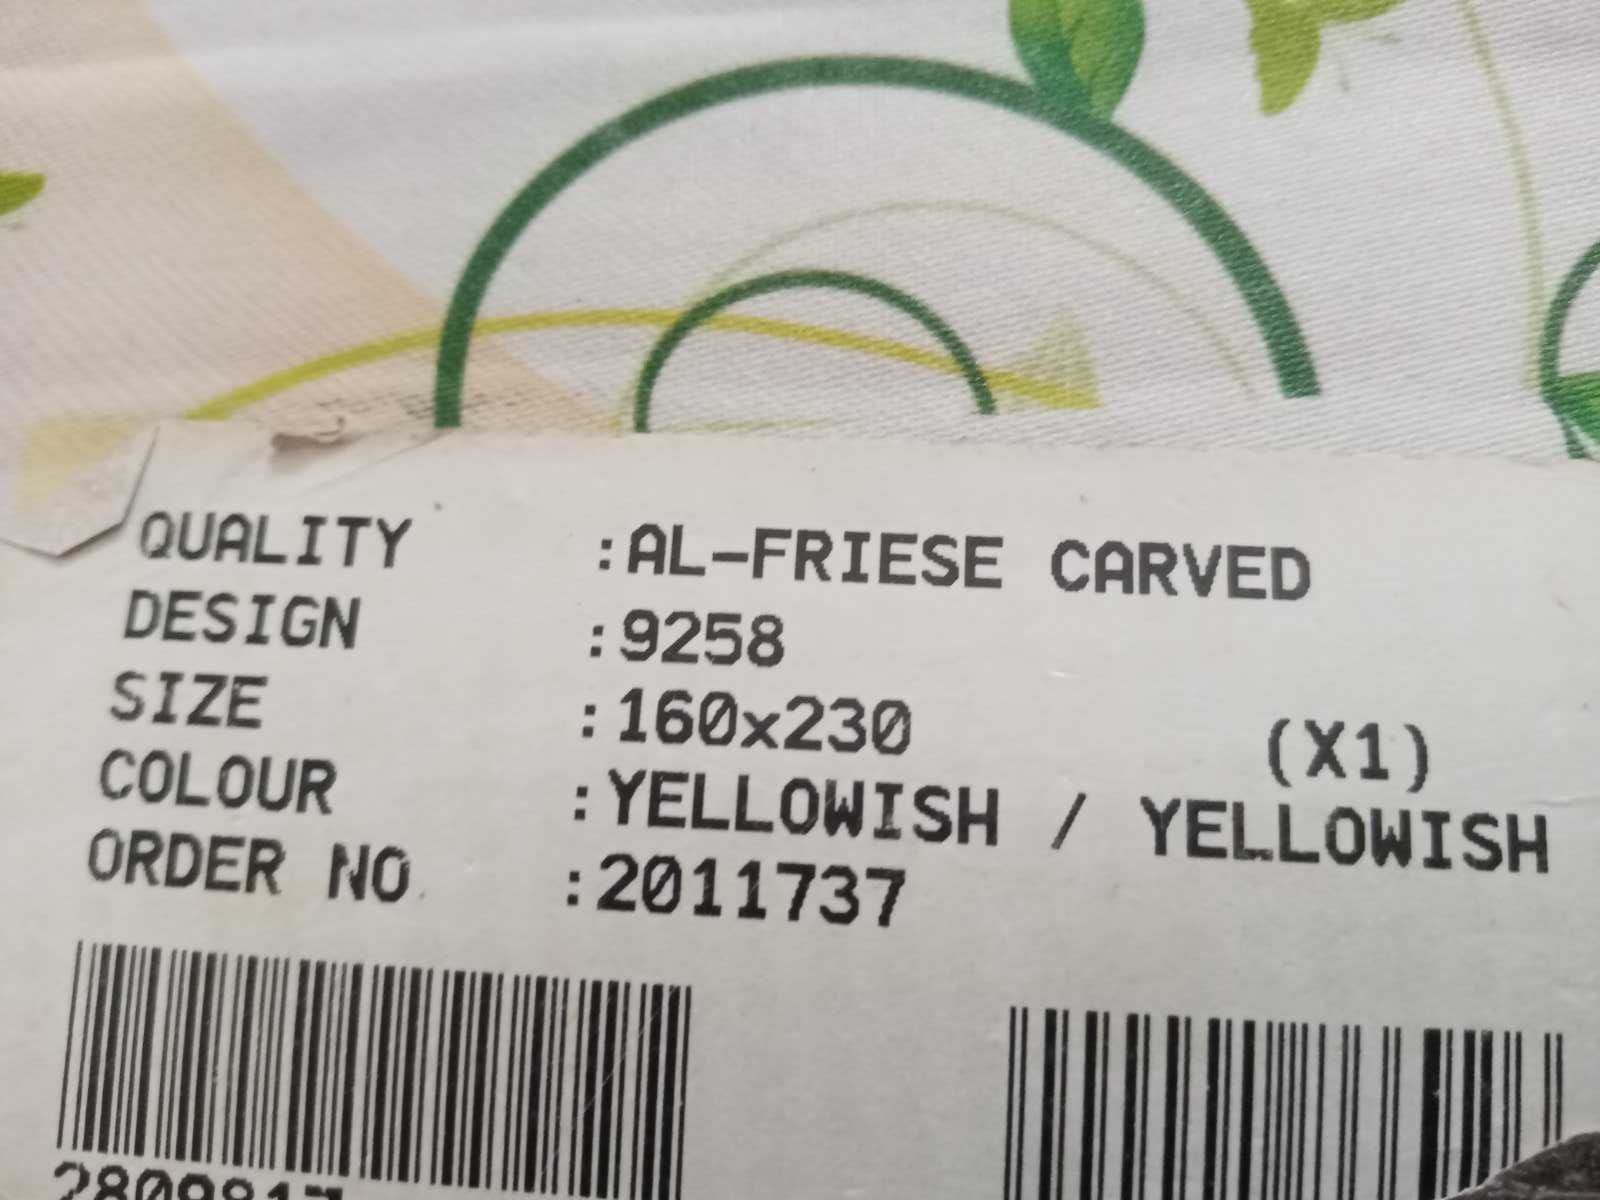 QUALITY :AL-FRIESE CARVED
DESIGN :9258
SIZE :160x230 (X1)
COLOUR :YELLOWISH / YELLOWISH
ORDER NO. :2011737